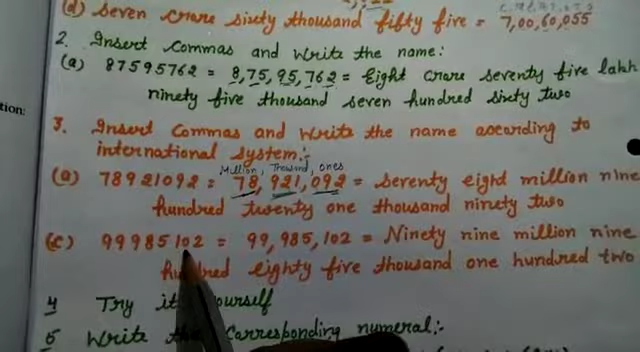 (d) Seven crore sixty thousand fifty five = 7,00,60,055
2. Insert Commas and Write the name:
(a) 87595762 = 8,75,95,762 = Eight crore seventy five lakh
ninety five thousand seven hundred sixty two
tion:
3. Insert Commas and Write the name according to
international system:-
Million, Thousand, ones
(a) 78921092 = 78,921,092 = Seventy eight million nine
hundred twenty one thousand ninety two
(c) 99985102 = 99,985,102 = Ninety nine million nine
hundred eighty five thousand one hundred two
4 Try it yourself
5 Write the Corresponding numeral:-